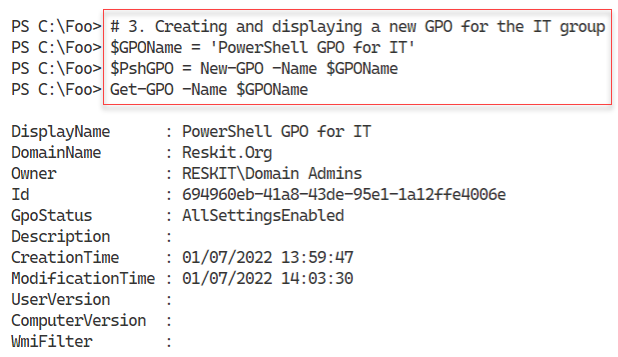 PS C:\Foo> # 3. Creating and displaying a new GPO for the IT group
PS C:\Foo> $GPOName = 'PowerShell GPO for IT'
PS C:\Foo> $PshGPO = New-GPO -Name $GPOName
PS C:\Foo> Get-GPO -Name $GPOName
DisplayName : PowerShell GPO for IT
DomainName : Reskit.Org
Owner : RESKIT\Domain Admins
Id : 694960eb-41a8-43de-95e1-1a12ffe4006e
GpoStatus : AllSettingsEnabled
Description :
CreationTime : 01/07/2022 13:59:47
ModificationTime : 01/07/2022 14:03:30
UserVersion :
ComputerVersion :
WmiFilter :